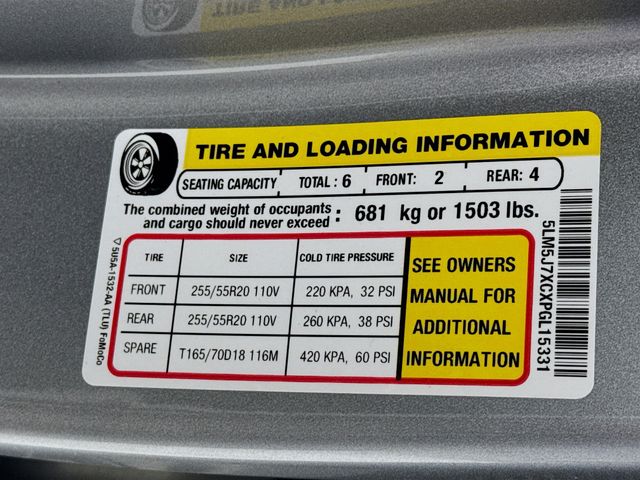 TIRE AND LOADING INFORMATION
SEATING CAPACITY TOTAL : 6 FRONT: 2 REAR: 4
The combined weight of occupants
and cargo should never exceed : 681 kg or 1503 lbs.
TIRE SIZE COLD TIRE PRESSURE
FRONT 255/55R20 110V 220 KPA, 32 PSI
REAR 255/55R20 110V 260 KPA, 38 PSI
SPARE T165/70D18 116M 420 KPA, 60 PSI
SEE OWNERS
MANUAL FOR
ADDITIONAL
INFORMATION
5U5A-1532-AA (TLU) FoMoCo
5LM5J7XCXPGL15331